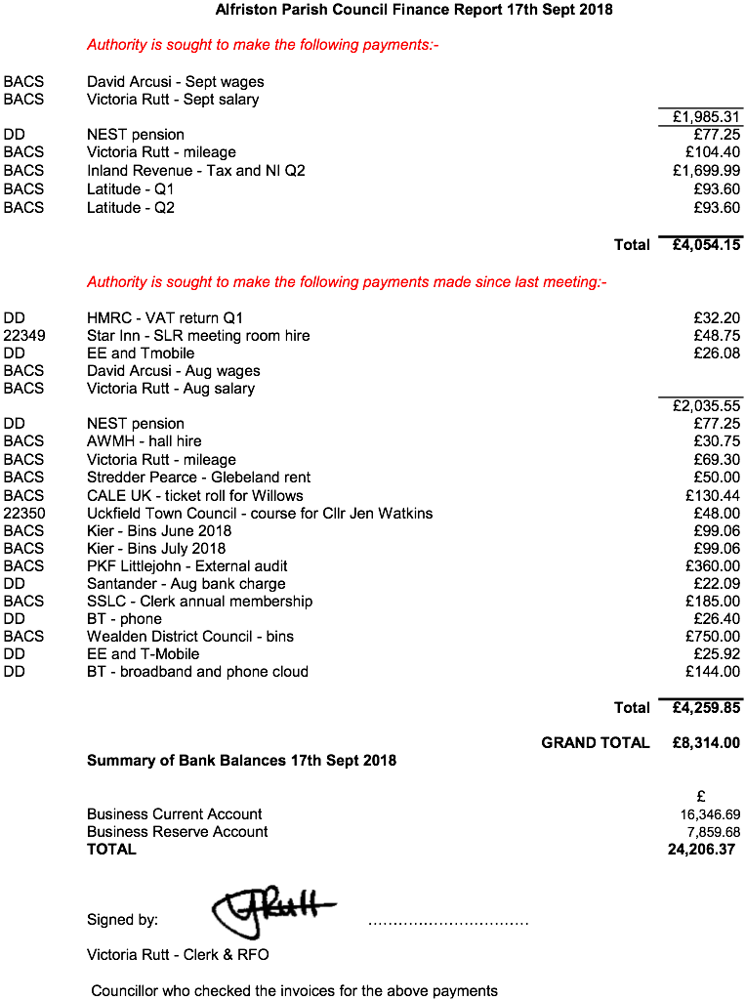 Alfriston Parish Council Finance Report 17th Sept 2018
Authority is sought to make the following payments:-
BACS David Arcusi - Sept wages
BACS Victoria Rutt - Sept salary
£1,985.31
DD NEST pension £77.25
BACS Victoria Rutt - mileage £104.40
BACS Inland Revenue - Tax and NI Q2 £1,699.99
BACS Latitude - Q1 £93.60
BACS Latitude - Q2 £93.60
Total £4,054.15
Authority is sought to make the following payments made since last meeting:-
DD HMRC - VAT return Q1 £32.20
22349 Star Inn - SLR meeting room hire £48.75
DD EE and Tmobile £26.08
BACS David Arcusi - Aug wages
BACS Victoria Rutt - Aug salary
£2,035.55
DD NEST pension £77.25
BACS AWMH - hall hire £30.75
BACS Victoria Rutt - mileage £69.30
BACS Stredder Pearce - Glebeland rent £50.00
BACS CALE UK - ticket roll for Willows £130.44
22350 Uckfield Town Council - course for Cllr Jen Watkins £48.00
BACS Kier - Bins June 2018 £99.06
BACS Kier - Bins July 2018 £99.06
BACS PKF Littlejohn - External audit £360.00
DD Santander - Aug bank charge £22.09
BACS SSLC - Clerk annual membership £185.00
DD BT - phone £26.40
BACS Wealden District Council - bins £750.00
DD EE and T-Mobile £25.92
DD BT - broadband and phone cloud £144.00
Total £4,259.85
GRAND TOTAL £8,314.00
Summary of Bank Balances 17th Sept 2018
£
Business Current Account 16,346.69
Business Reserve Account 7,859.68
TOTAL 24,206.37
Signed by: VRutt ................................
Victoria Rutt - Clerk & RFO
Councillor who checked the invoices for the above payments